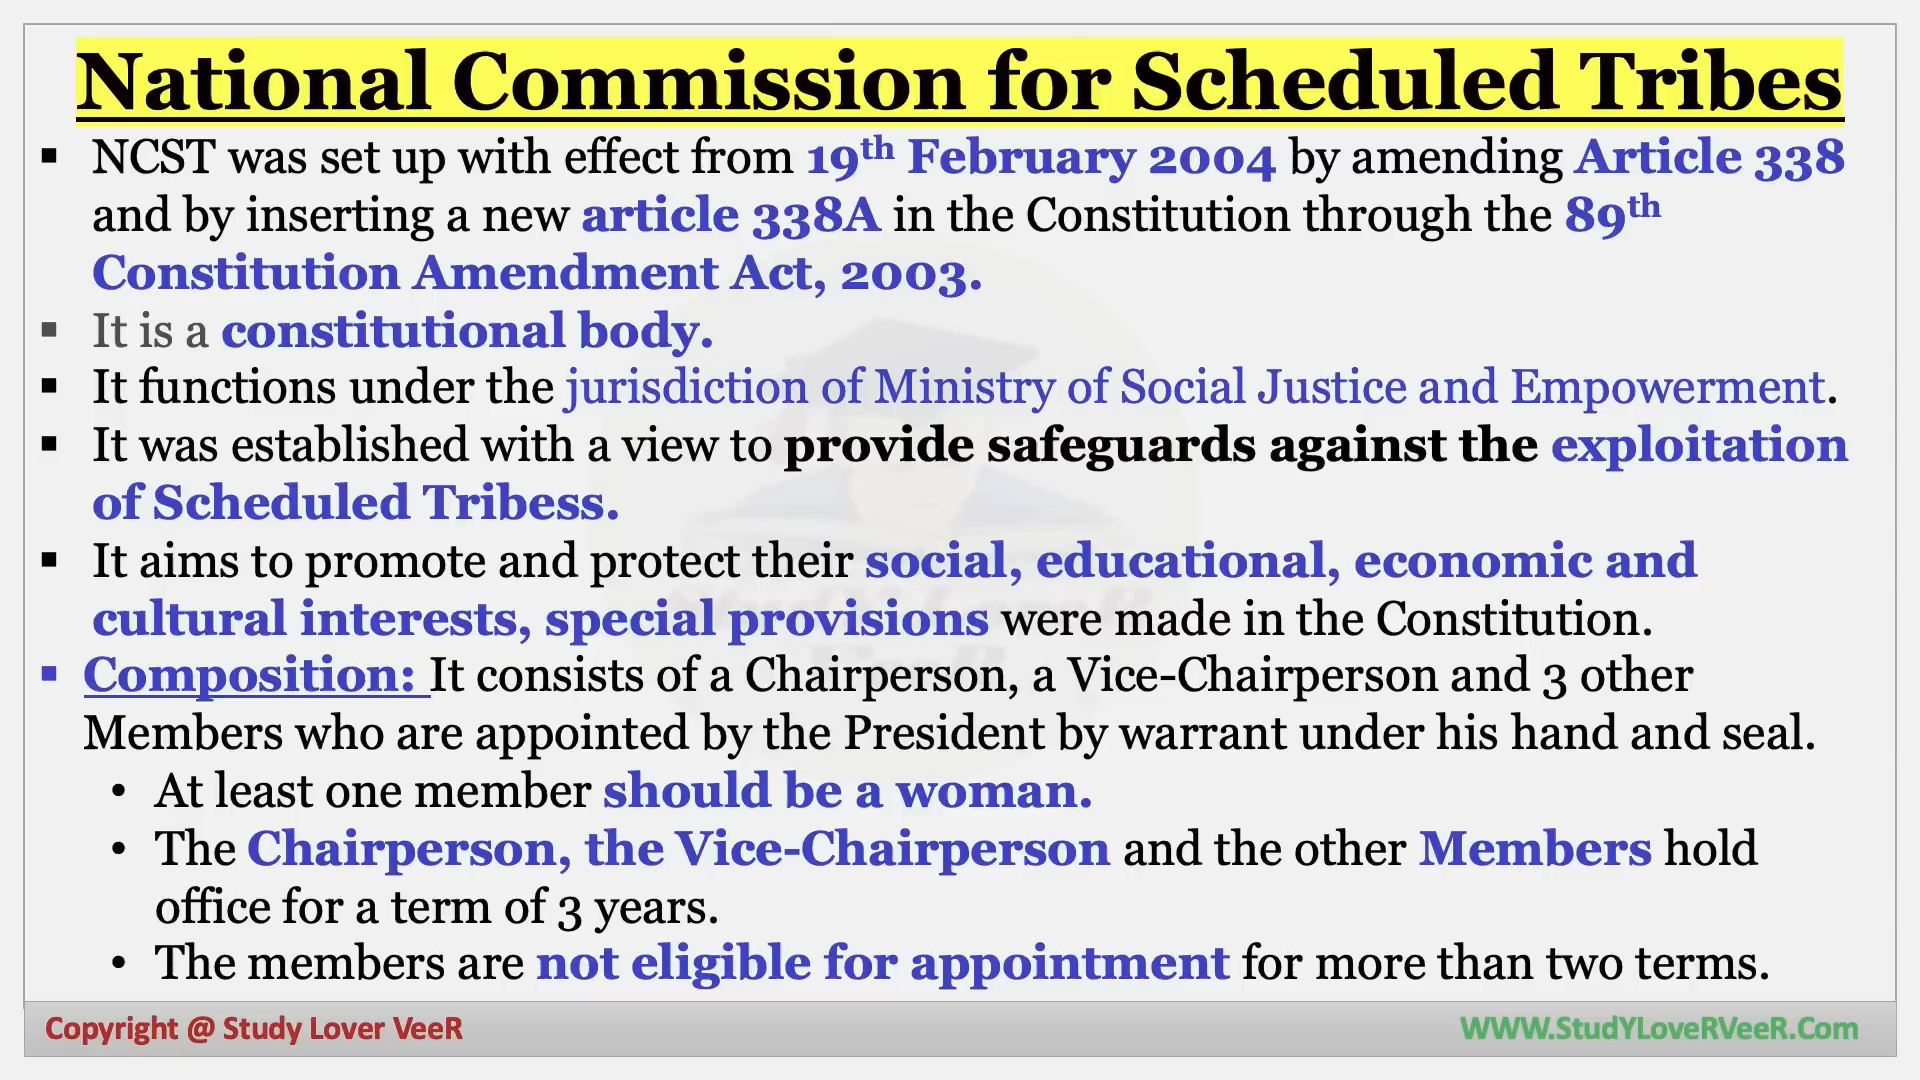 National Commission for Scheduled Tribes
▪ NCST was set up with effect from 19th February 2004 by amending Article 338
and by inserting a new article 338A in the Constitution through the 89th
Constitution Amendment Act, 2003.
▪ It is a constitutional body.
▪ It functions under the jurisdiction of Ministry of Social Justice and Empowerment.
▪ It was established with a view to provide safeguards against the exploitation
of Scheduled Tribess.
▪ It aims to promote and protect their social, educational, economic and
cultural interests, special provisions were made in the Constitution.
▪ Composition: It consists of a Chairperson, a Vice-Chairperson and 3 other
Members who are appointed by the President by warrant under his hand and seal.
• At least one member should be a woman.
• The Chairperson, the Vice-Chairperson and the other Members hold
office for a term of 3 years.
• The members are not eligible for appointment for more than two terms.
Copyright @ Study Lover VeeR
WWW.StudYLoveRVeeR.Com